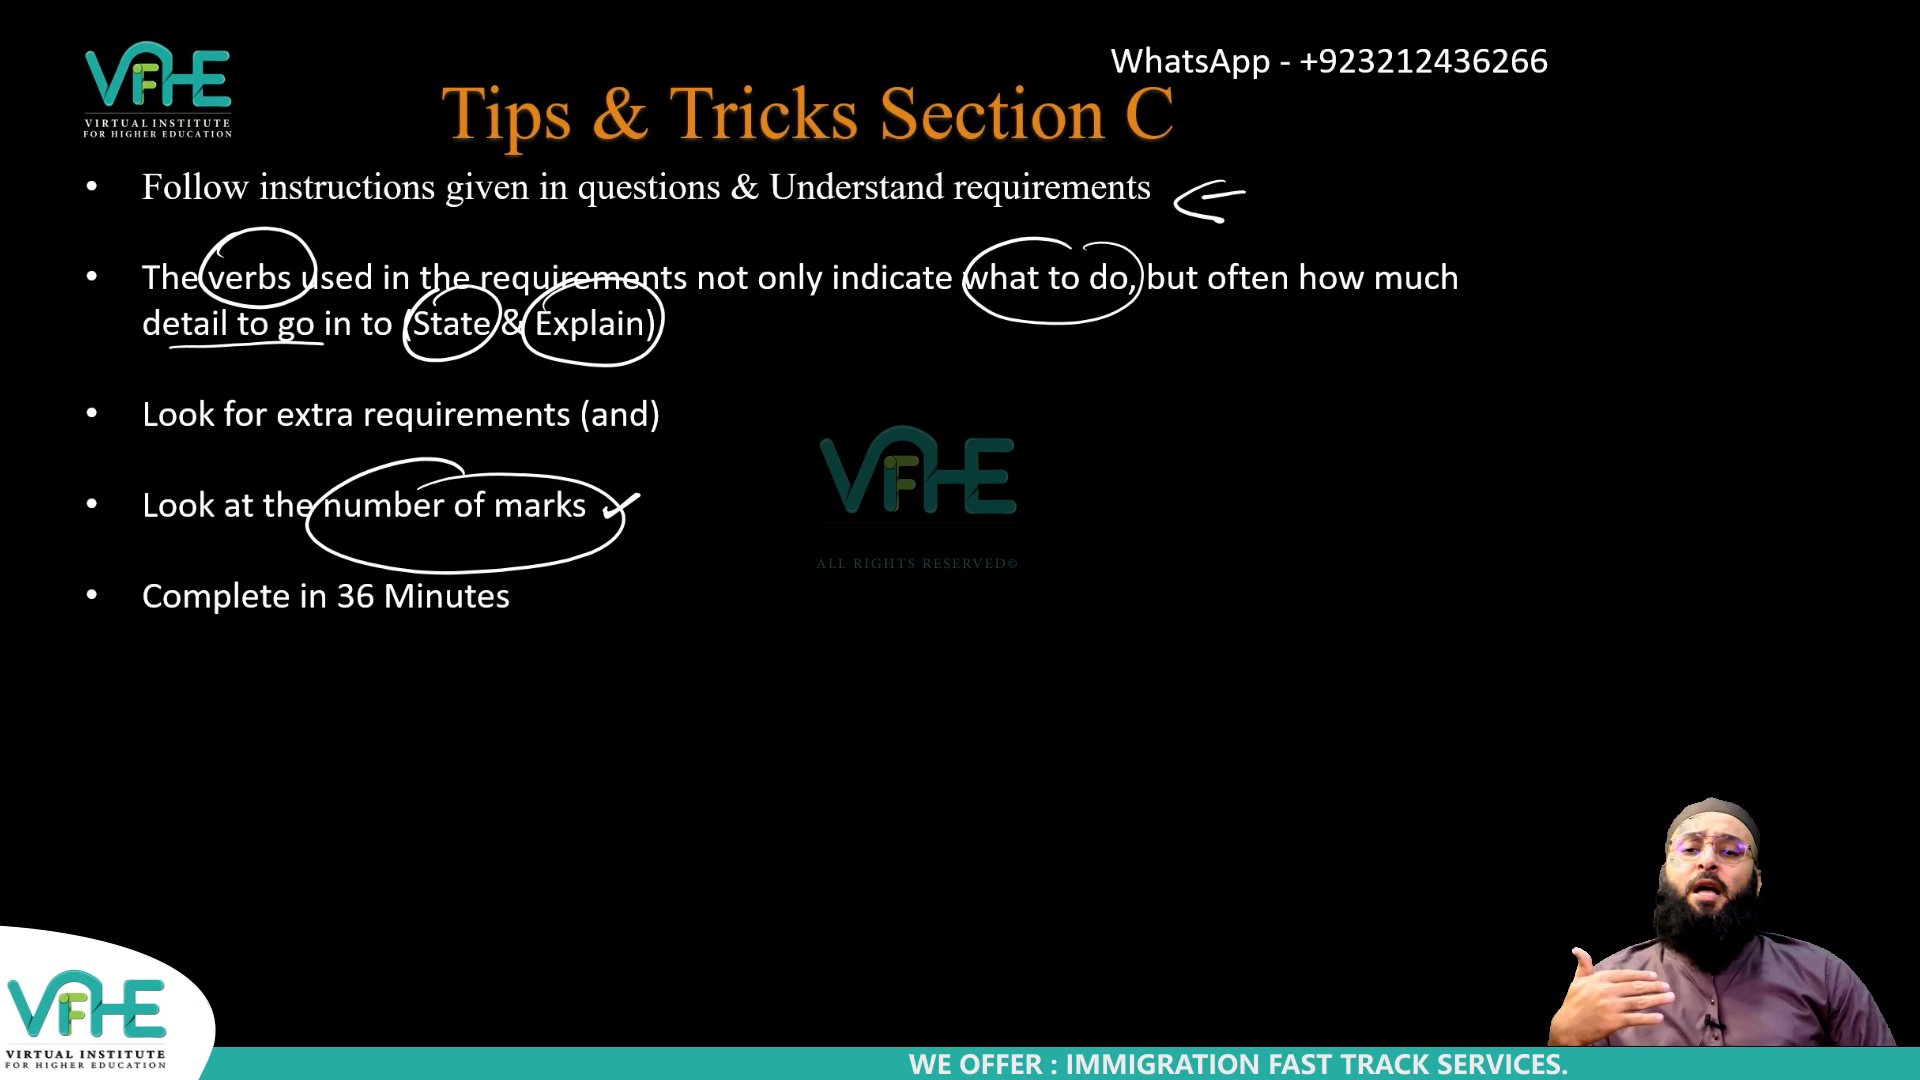 WhatsApp - +923212436266
VIFHE
VIRTUAL INSTITUTE
FOR HIGHER EDUCATION
Tips & Tricks Section C
• Follow instructions given in questions & Understand requirements
• The verbs used in the requirements not only indicate what to do, but often how much
detail to go in to (State & Explain)
• Look for extra requirements (and)
VIFHE
• Look at the number of marks
ALL RIGHTS RESERVED©
• Complete in 36 Minutes
VIFHE
VIRTUAL INSTITUTE
FOR HIGHER EDUCATION
WE OFFER : IMMIGRATION FAST TRACK SERVICES.